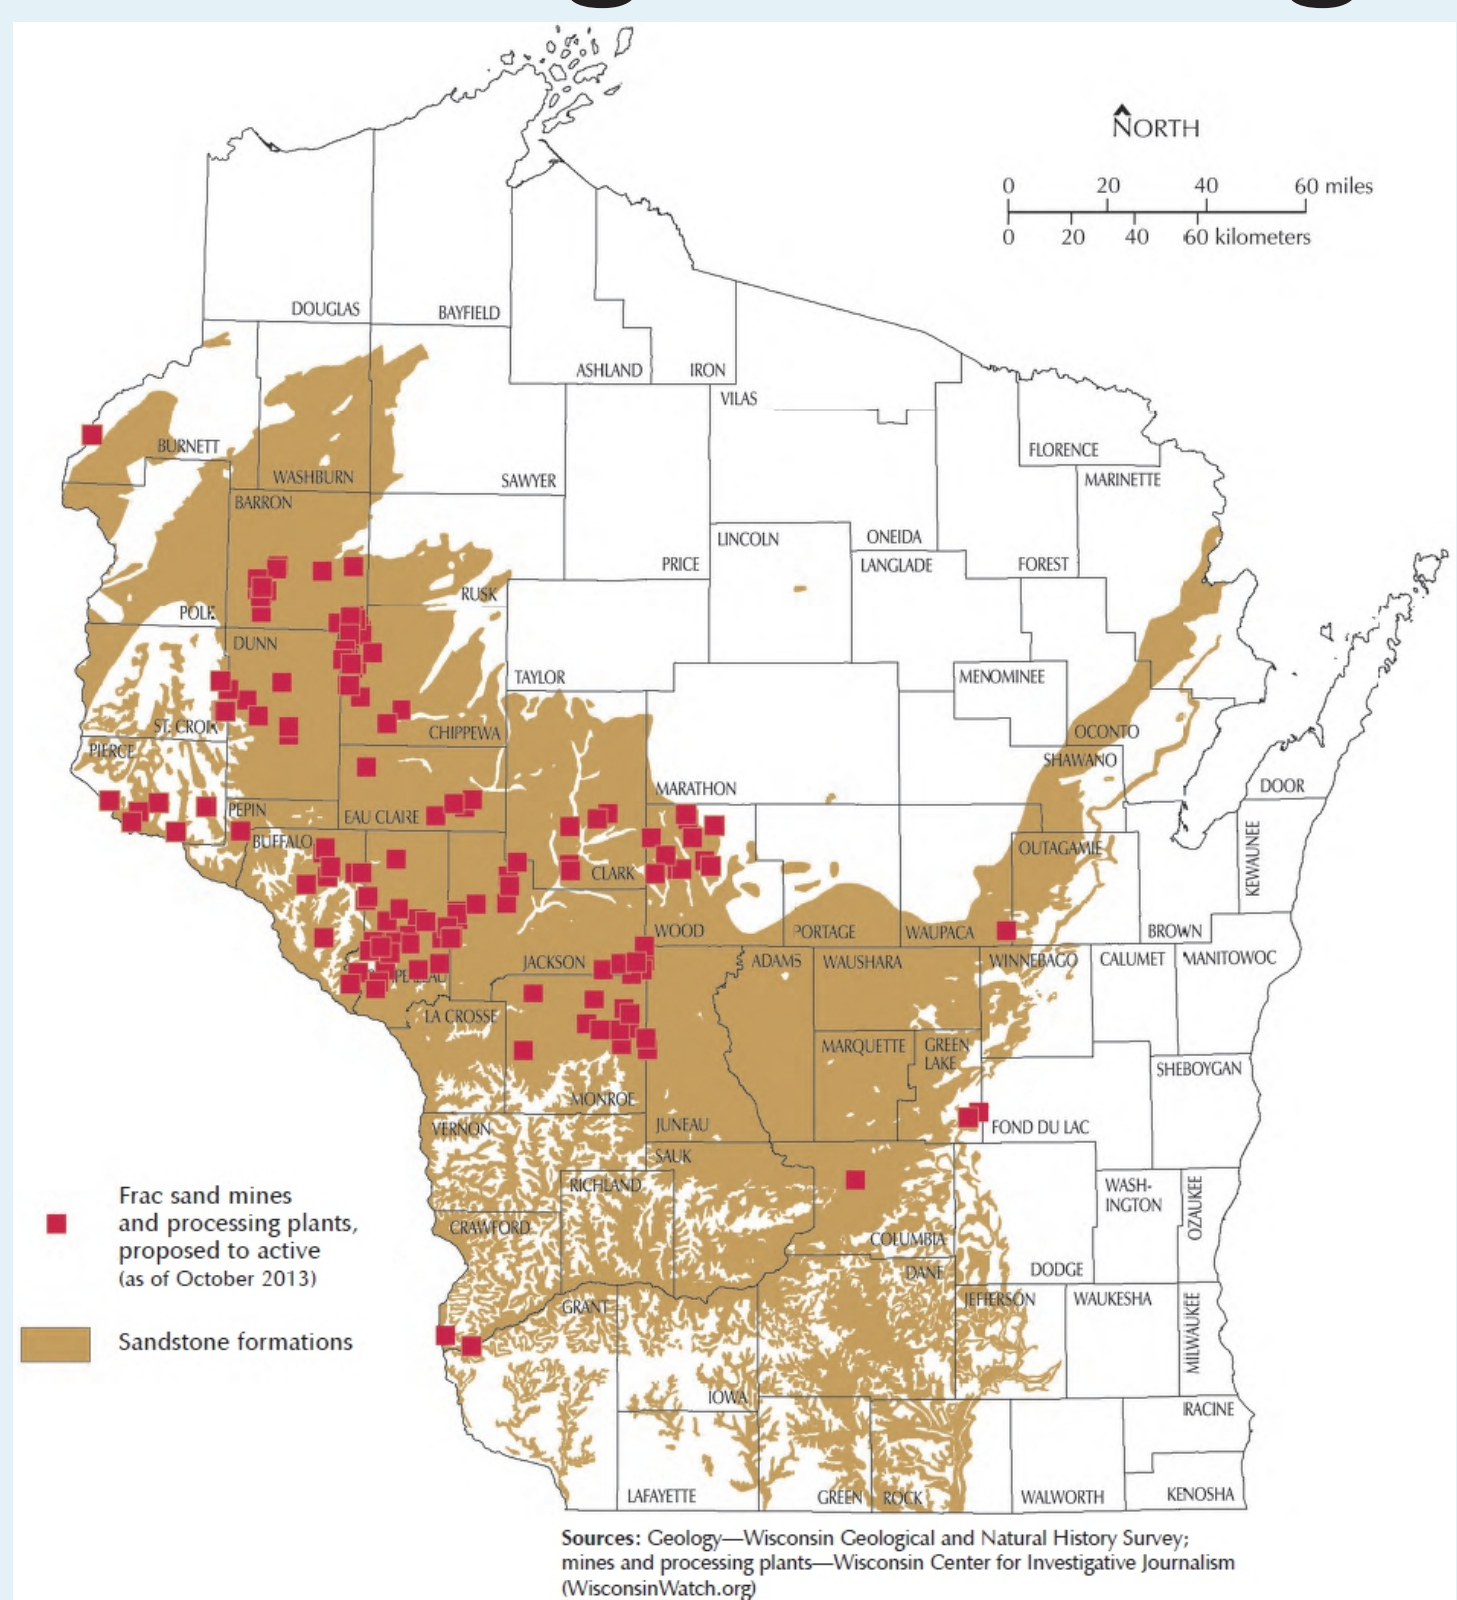 NORTH
0 20 40 60 miles
0 20 40 60 kilometers
DOUGLAS
BAYFIELD
ASHLAND
IRON
VILAS
BURNETT
WASHBURN
SAWYER
FLORENCE
MARINETTE
BARRON
LINCOLN
ONEIDA
PRICE
LANGLADE
FOREST
RUSK
POLK
DUNN
TAYLOR
MENOMINEE
ST. CROIX
CHIPPEWA
OCONTO
PIERCE
SHAWANO
MARATHON
DOOR
PEPIN
EAU CLAIRE
BUFFALO
CLARK
OUTAGAMIE
KEWAUNEE
WOOD
PORTAGE
WAUPACA
BROWN
JACKSON
ADAMS
WAUSHARA
WINNEBAGO
CALUMET
MANITOWOC
LA CROSSE
MARQUETTE
GREEN
LAKE
SHEBOYGAN
MONROE
VERNON
JUNEAU
FOND DU LAC
SAUK
RICHLAND
WASH-
INGTON
OZAUKEE
CRAWFORD
COLUMBIA
DANE
DODGE
GRANT
JEFFERSON
WAUKESHA
MILWAUKEE
IOWA
RACINE
LAFAYETTE
GREEN
ROCK
WALWORTH
KENOSHA
Frac sand mines
and processing plants,
proposed to active
(as of October 2013)
Sandstone formations
Sources: Geology—Wisconsin Geological and Natural History Survey;
mines and processing plants—Wisconsin Center for Investigative Journalism
(WisconsinWatch.org)